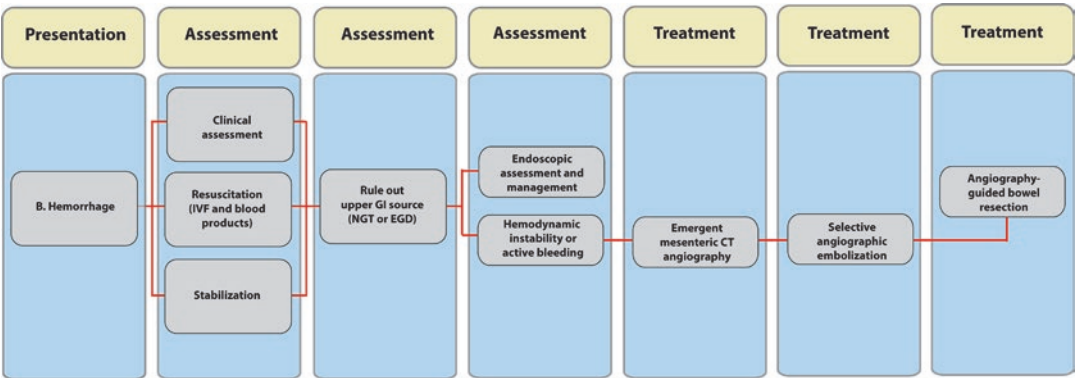 Presentation
Assessment
Assessment
Assessment
Treatment
Treatment
Treatment
B. Hemorrhage
Clinical
assessment
Resuscitation
(IVF and blood
products)
Stabilization
Rule out
upper GI source
(NGT or EGD)
Endoscopic
assessment and
management
Hemodynamic
instability or
active bleeding
Emergent
mesenteric CT
angiography
Selective
angiographic
embolization
Angiography-
guided bowel
resection